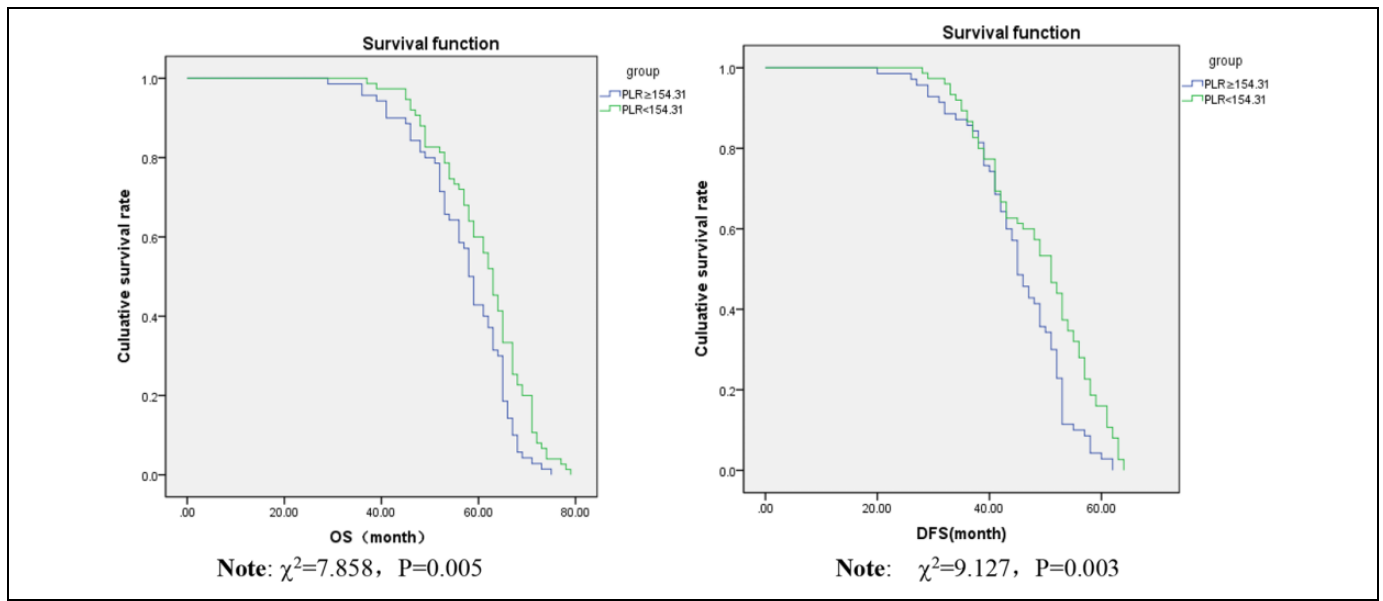 Survival function
group
PLR≥154.31
PLR<154.31
Culuative survival rate
1.0
0.8
0.6
0.4
0.2
0.0
.00 20.00 40.00 60.00 80.00
OS（month）
Note: χ²=7.858，P=0.005
Survival function
group
PLR≥154.31
PLR<154.31
Culuative survival rate
1.0
0.8
0.6
0.4
0.2
0.0
.00 20.00 40.00 60.00
DFS(month)
Note: χ²=9.127，P=0.003